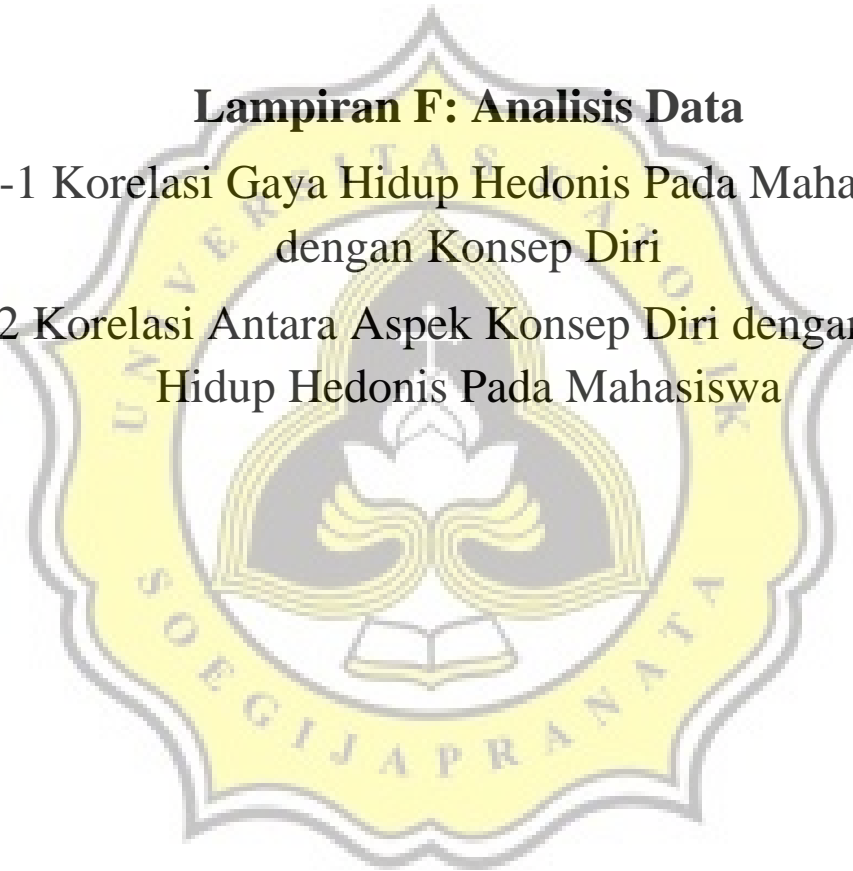 Lampiran F: Analisis Data
-1 Korelasi Gaya Hidup Hedonis Pada Maha
dengan Konsep Diri
2 Korelasi Antara Aspek Konsep Diri dengan
Hidup Hedonis Pada Mahasiswa
UNIVERSITAS KATOLIK
SOEGIJAPRANATA